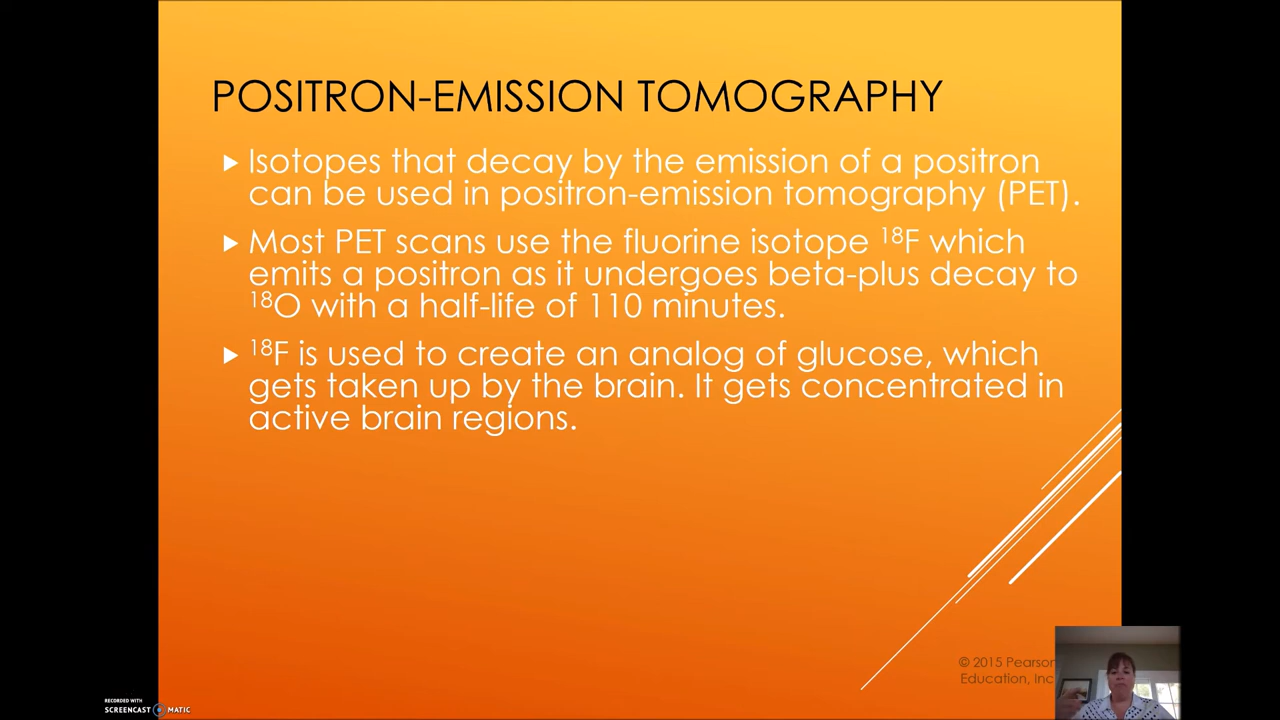 POSITRON-EMISSION TOMOGRAPHY
Isotopes that decay by the emission of a positron
can be used in positron-emission tomography (PET).
Most PET scans use the fluorine isotope ¹⁸F which
emits a positron as it undergoes beta-plus decay to
¹⁸O with a half-life of 110 minutes.
¹⁸F is used to create an analog of glucose, which
gets taken up by the brain. It gets concentrated in
active brain regions.
© 2015 Pearson
Education, Inc
RECORDED WITH
SCREENCAST MATIC